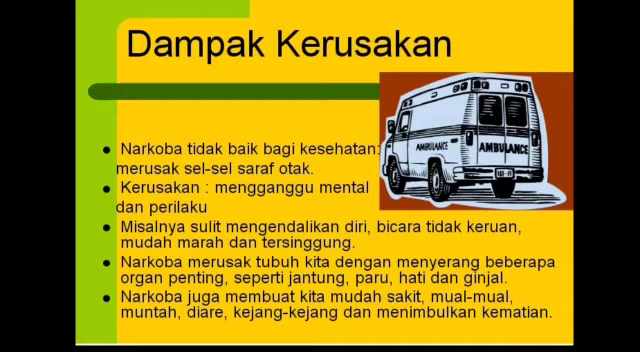 Dampak Kerusakan
AMBULANCE
AMBULANCE
Narkoba tidak baik bagi kesehatan:
merusak sel-sel saraf otak.
Kerusakan : mengganggu mental
dan perilaku
Misalnya sulit mengendalikan diri, bicara tidak keruan,
mudah marah dan tersinggung.
Narkoba merusak tubuh kita dengan menyerang beberapa
organ penting, seperti jantung, paru, hati dan ginjal.
Narkoba juga membuat kita mudah sakit, mual-mual,
muntah, diare, kejang-kejang dan menimbulkan kematian.